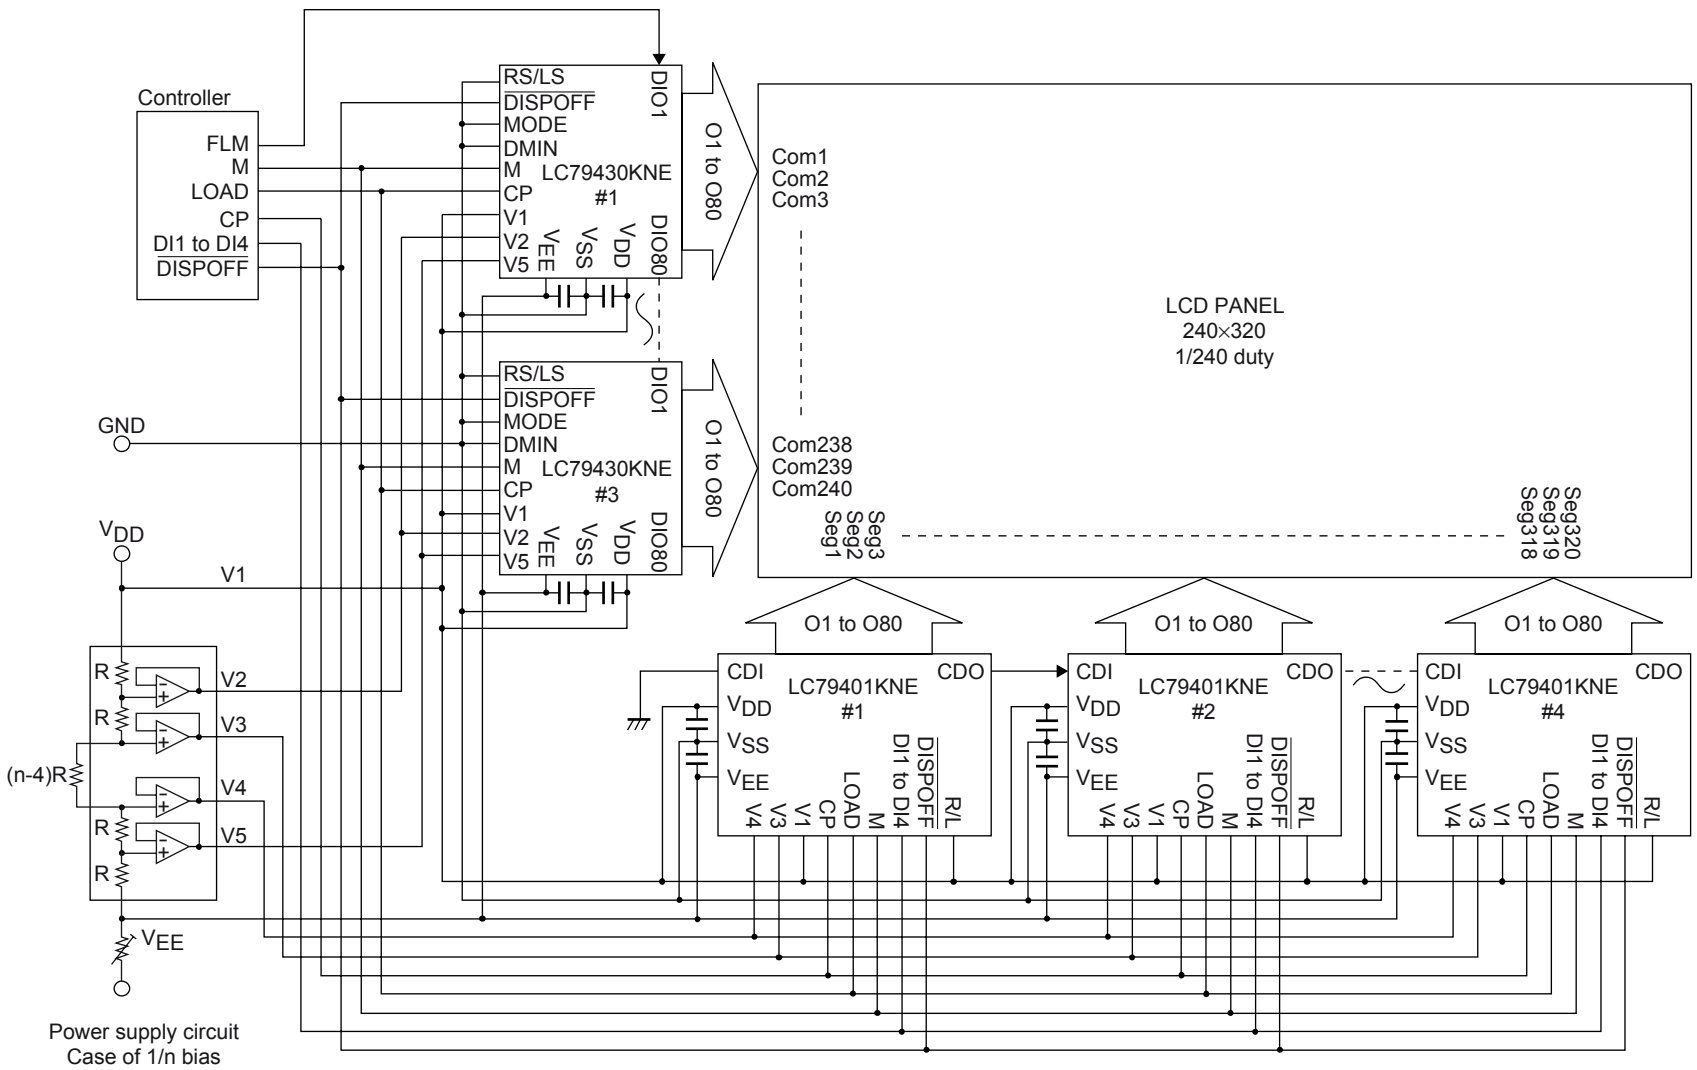 Controller
FLM
M
LOAD
CP
DI1 to DI4
DISPOFF
RS/LS
DISPOFF
MODE
DMIN
M
CP
V1
V2
V5
LC79430KNE
#1
VEE
VSS
VDD
DIO1
DIO80
O1 to O80
RS/LS
DISPOFF
MODE
DMIN
M
CP
V1
V2
V5
LC79430KNE
#3
VEE
VSS
VDD
DIO1
DIO80
O1 to O80
Com1
Com2
Com3
Com238
Com239
Com240
Seg1
Seg2
Seg3
Seg318
Seg319
Seg320
LCD PANEL
240×320
1/240 duty
GND
VDD
V1
R
V2
R
V3
(n-4)R
V4
R
V5
R
VEE
Power supply circuit
Case of 1/n bias
O1 to O80
CDI
CDO
LC79401KNE
#1
VDD
VSS
VEE
V4
V3
V1
CP
LOAD
M
DI1 to DI4
DISPOFF
R/L
O1 to O80
CDI
CDO
LC79401KNE
#2
VDD
VSS
VEE
V4
V3
V1
CP
LOAD
M
DI1 to DI4
DISPOFF
R/L
O1 to O80
CDI
CDO
LC79401KNE
#4
VDD
VSS
VEE
V4
V3
V1
CP
LOAD
M
DI1 to DI4
DISPOFF
R/L